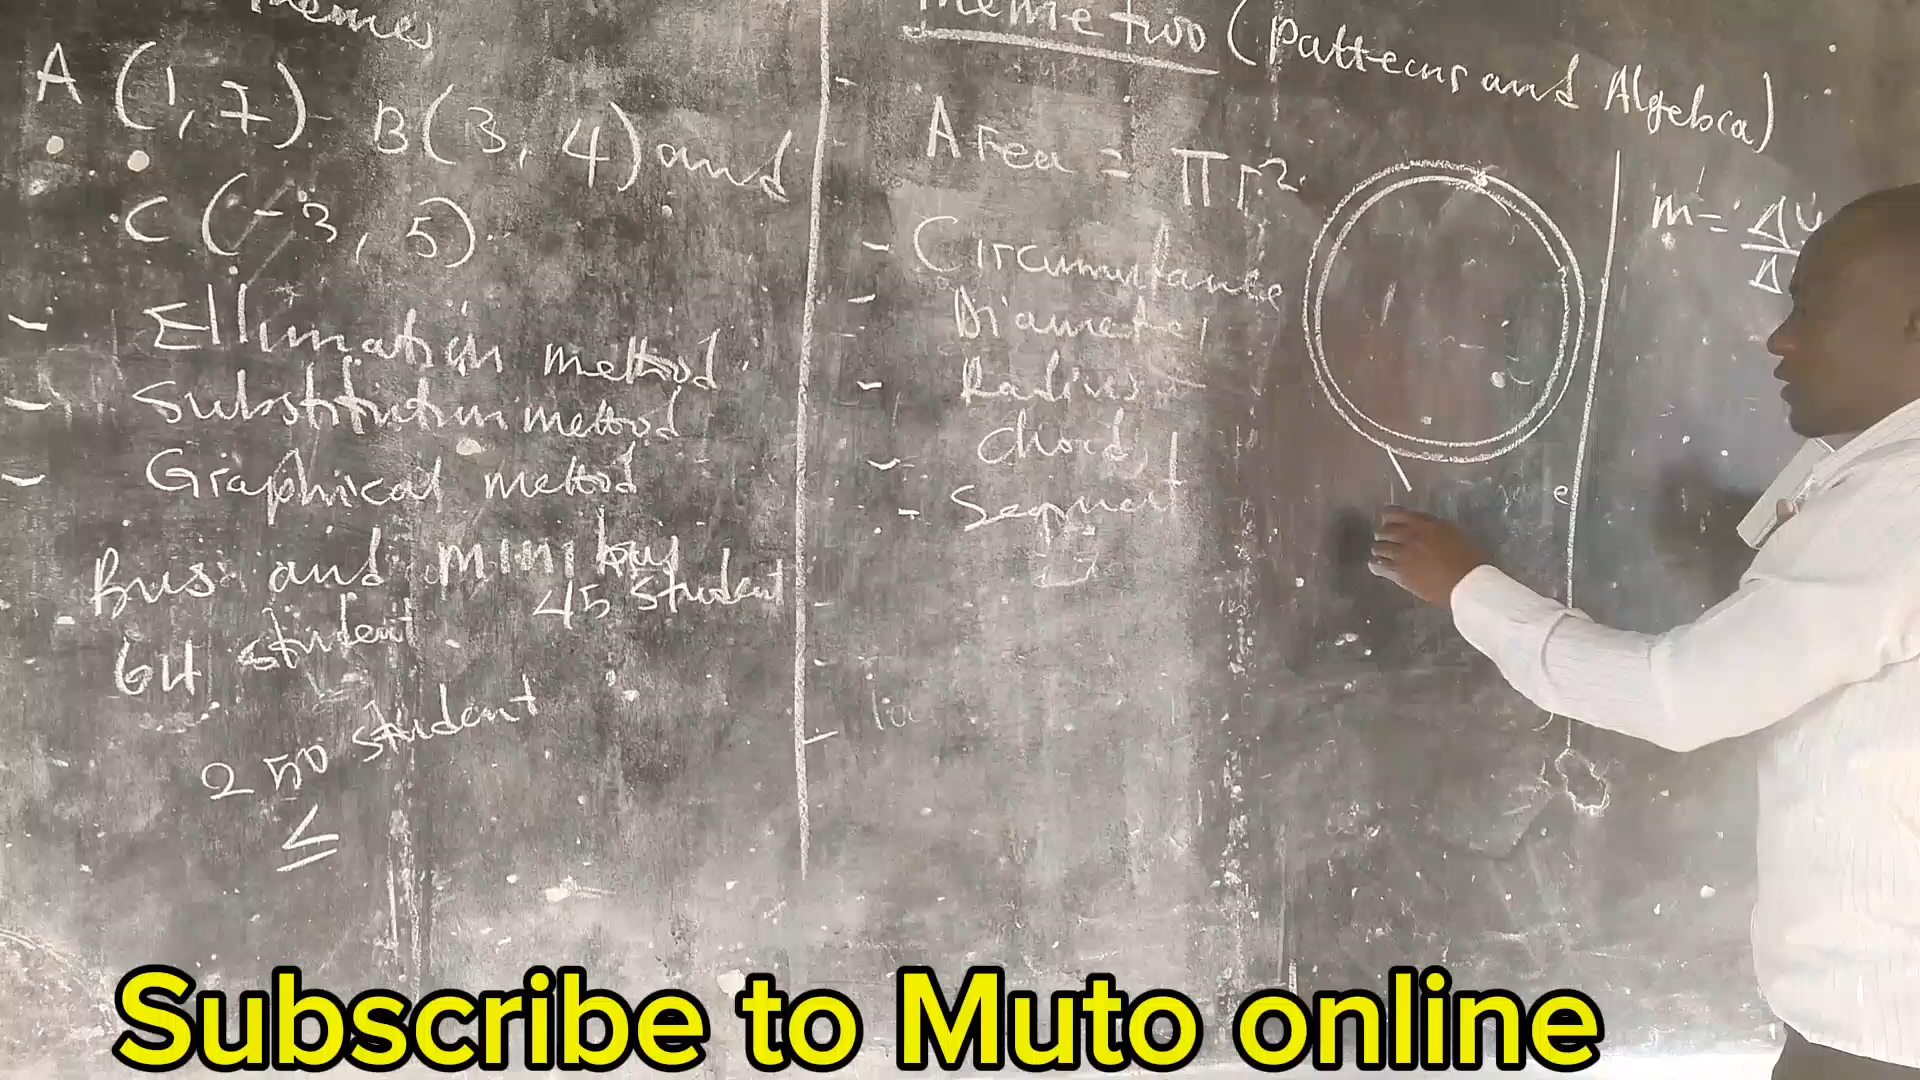 A (1, 7) B(3, 4) and
C (-3, 5)
- Ellimation method
- Substitution method
- Graphical method
Bus and mini bus
64 student 45 student
250 student
≤
theme two (patterns and Algebra)
Area = πr²
- Circumstance
- Diameter
- Radius
- Chord,
- Segment
m = Δy
Δ
Subscribe to Muto online